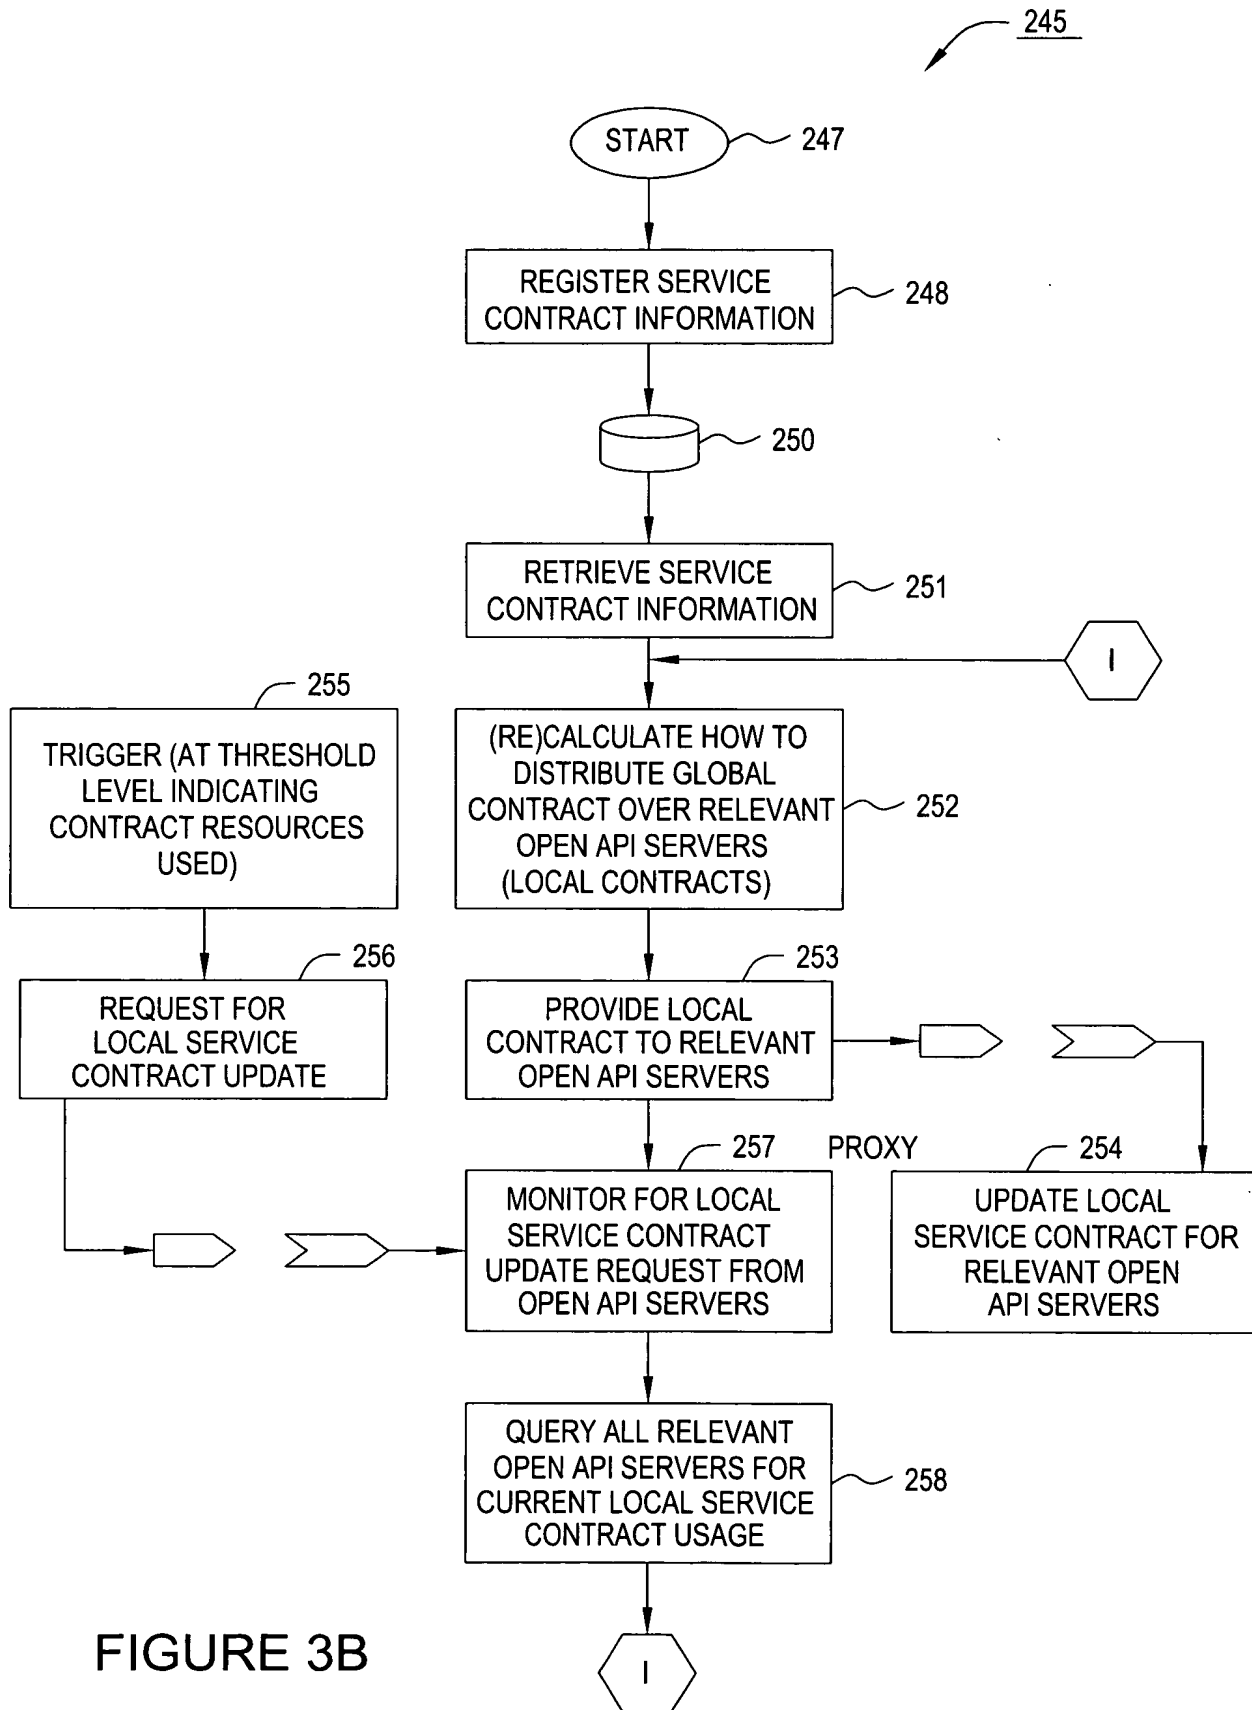 245
START
247
REGISTER SERVICE
CONTRACT INFORMATION
248
250
RETRIEVE SERVICE
CONTRACT INFORMATION
251
I
255
TRIGGER (AT THRESHOLD
LEVEL INDICATING
CONTRACT RESOURCES
USED)
(RE)CALCULATE HOW TO
DISTRIBUTE GLOBAL
CONTRACT OVER RELEVANT
OPEN API SERVERS
(LOCAL CONTRACTS)
252
256
REQUEST FOR
LOCAL SERVICE
CONTRACT UPDATE
253
PROVIDE LOCAL
CONTRACT TO RELEVANT
OPEN API SERVERS
257
PROXY
254
MONITOR FOR LOCAL
SERVICE CONTRACT
UPDATE REQUEST FROM
OPEN API SERVERS
UPDATE LOCAL
SERVICE CONTRACT FOR
RELEVANT OPEN
API SERVERS
QUERY ALL RELEVANT
OPEN API SERVERS FOR
CURRENT LOCAL SERVICE
CONTRACT USAGE
258
FIGURE 3B
I